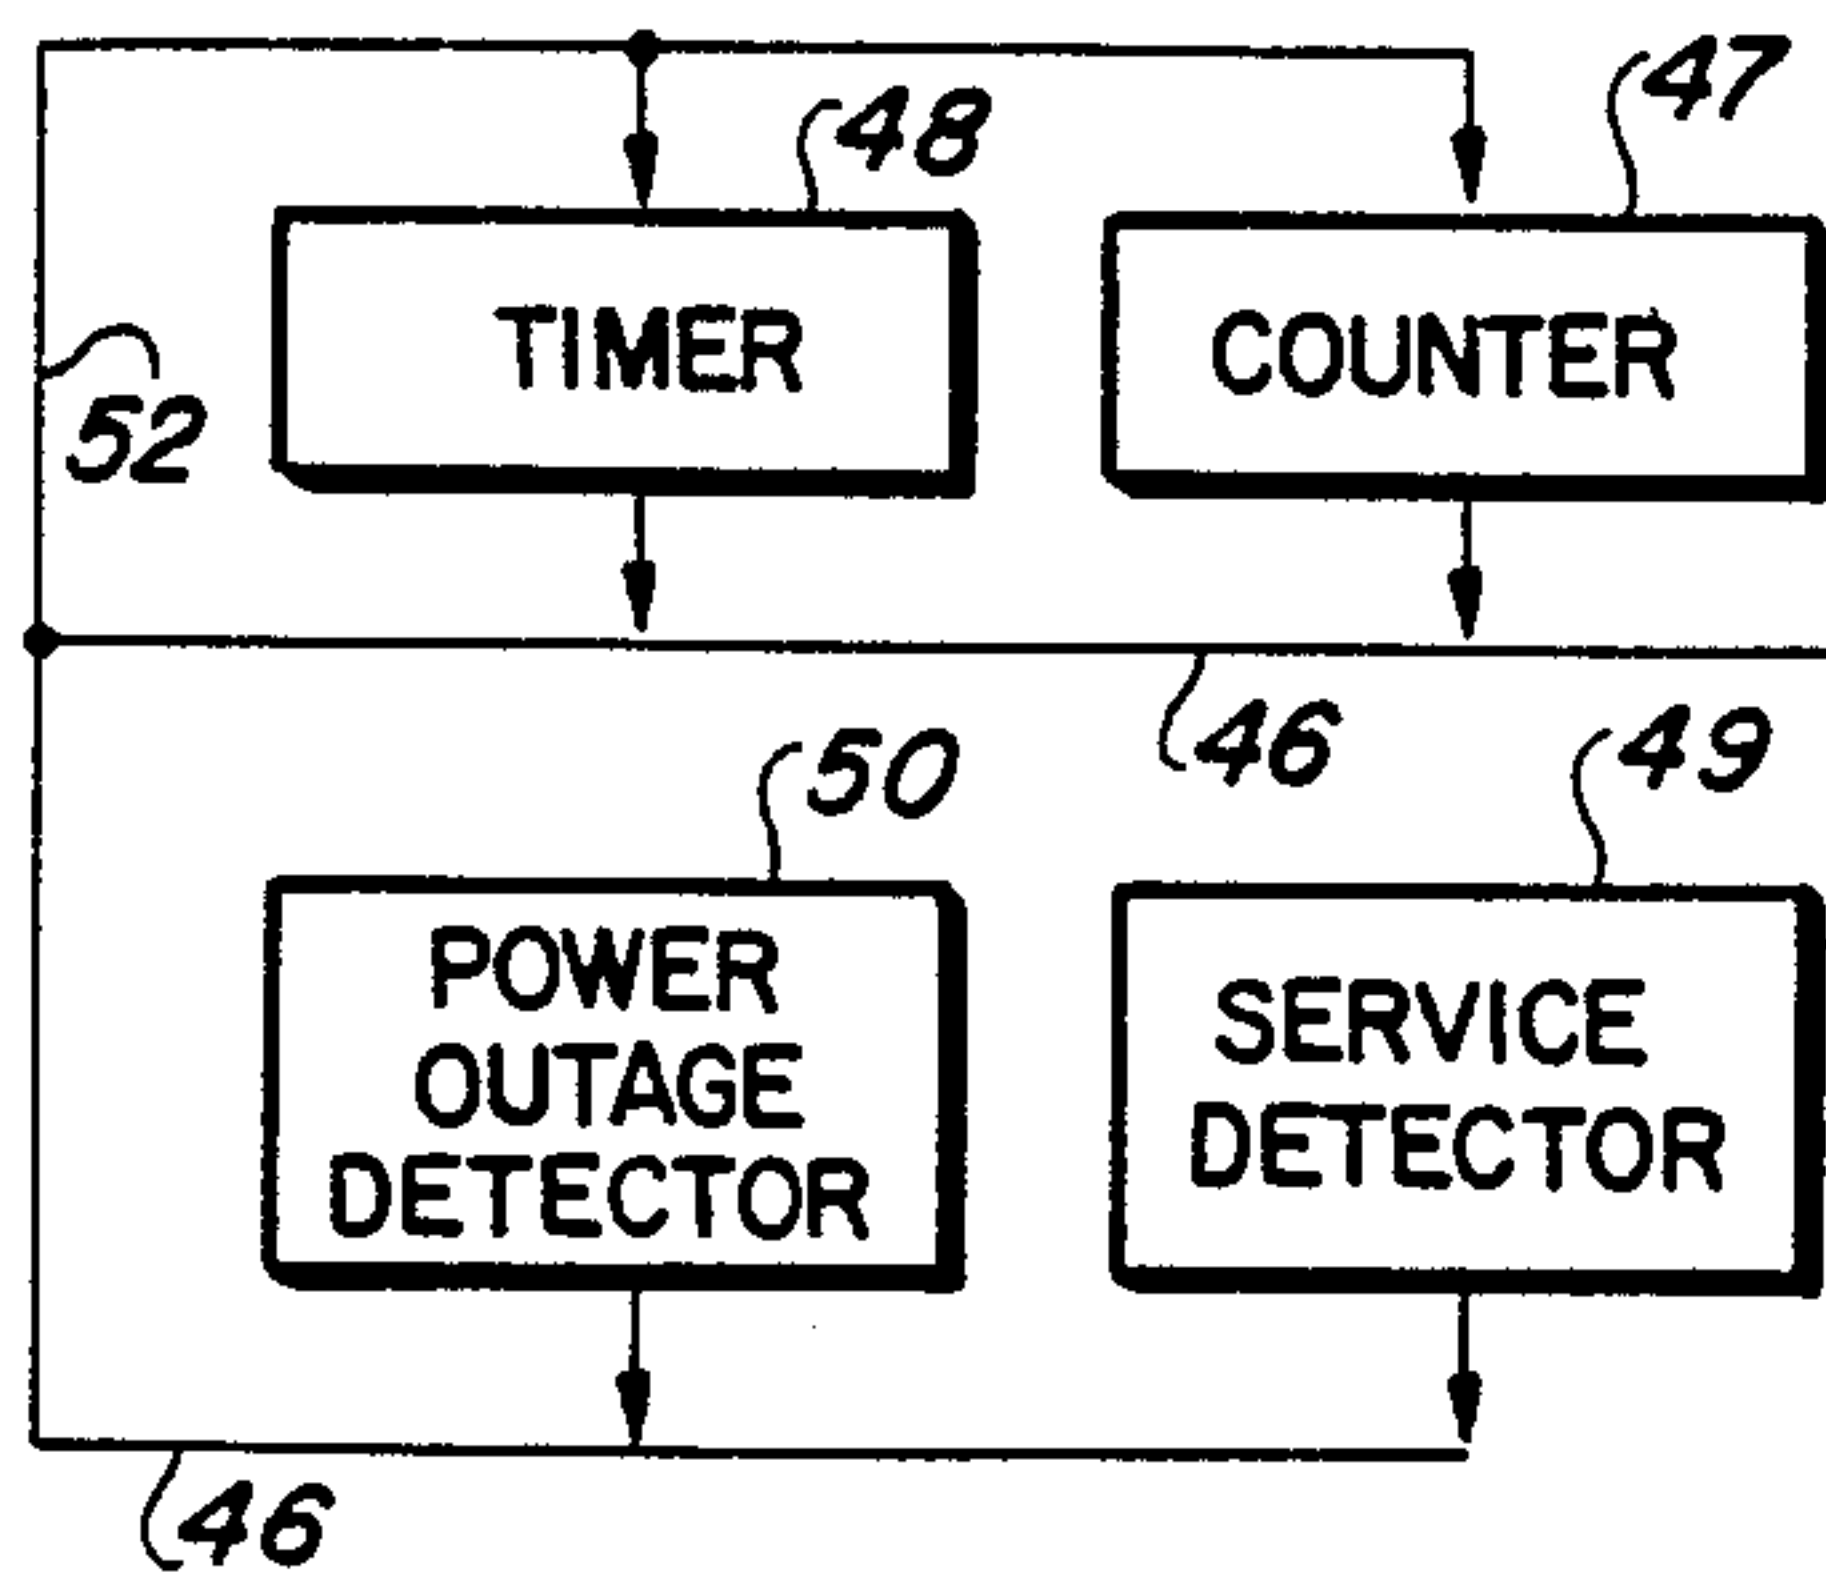 47
48
TIMER
COUNTER
52
46
49
50
POWER
OUTAGE
DETECTOR
SERVICE
DETECTOR
46